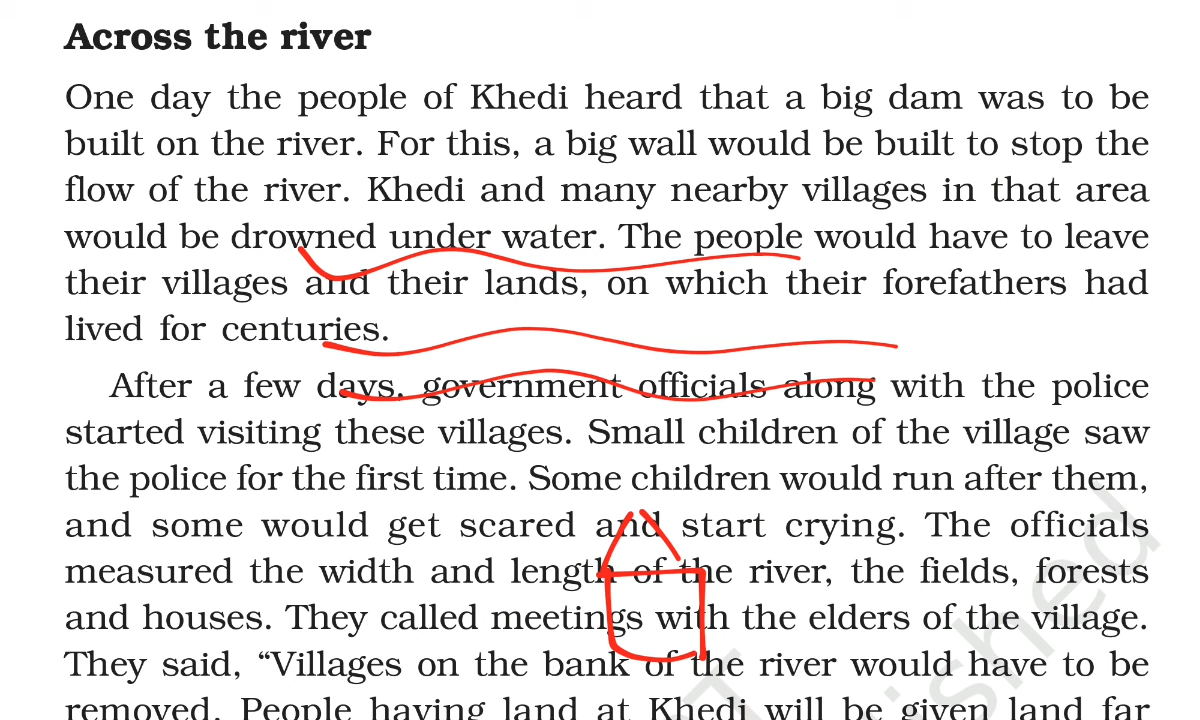 Across the river
One day the people of Khedi heard that a big dam was to be
built on the river. For this, a big wall would be built to stop the
flow of the river. Khedi and many nearby villages in that area
would be drowned under water. The people would have to leave
their villages and their lands, on which their forefathers had
lived for centuries.
After a few days, government officials along with the police
started visiting these villages. Small children of the village saw
the police for the first time. Some children would run after them,
and some would get scared and start crying. The officials
measured the width and length of the river, the fields, forests
and houses. They called meetings with the elders of the village.
They said, “Villages on the bank of the river would have to be
removed. People having land at Khedi will be given land far